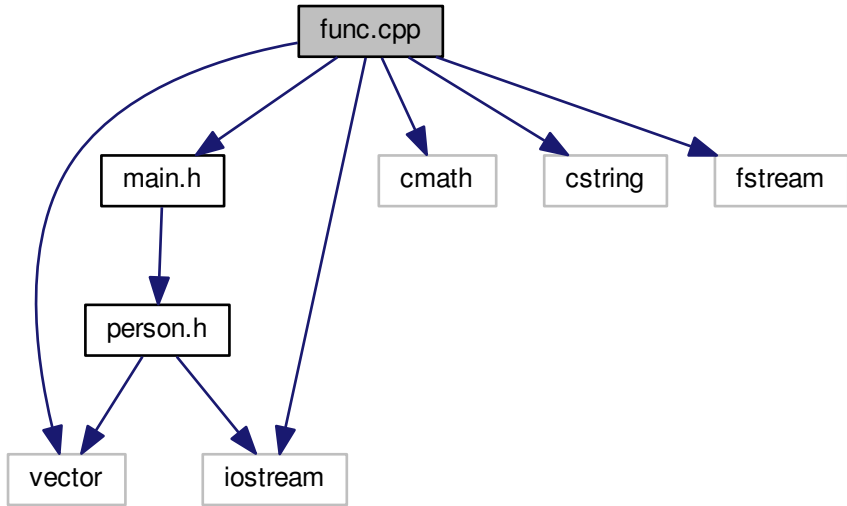 func.cpp
main.h
cmath
cstring
fstream
person.h
vector
iostream